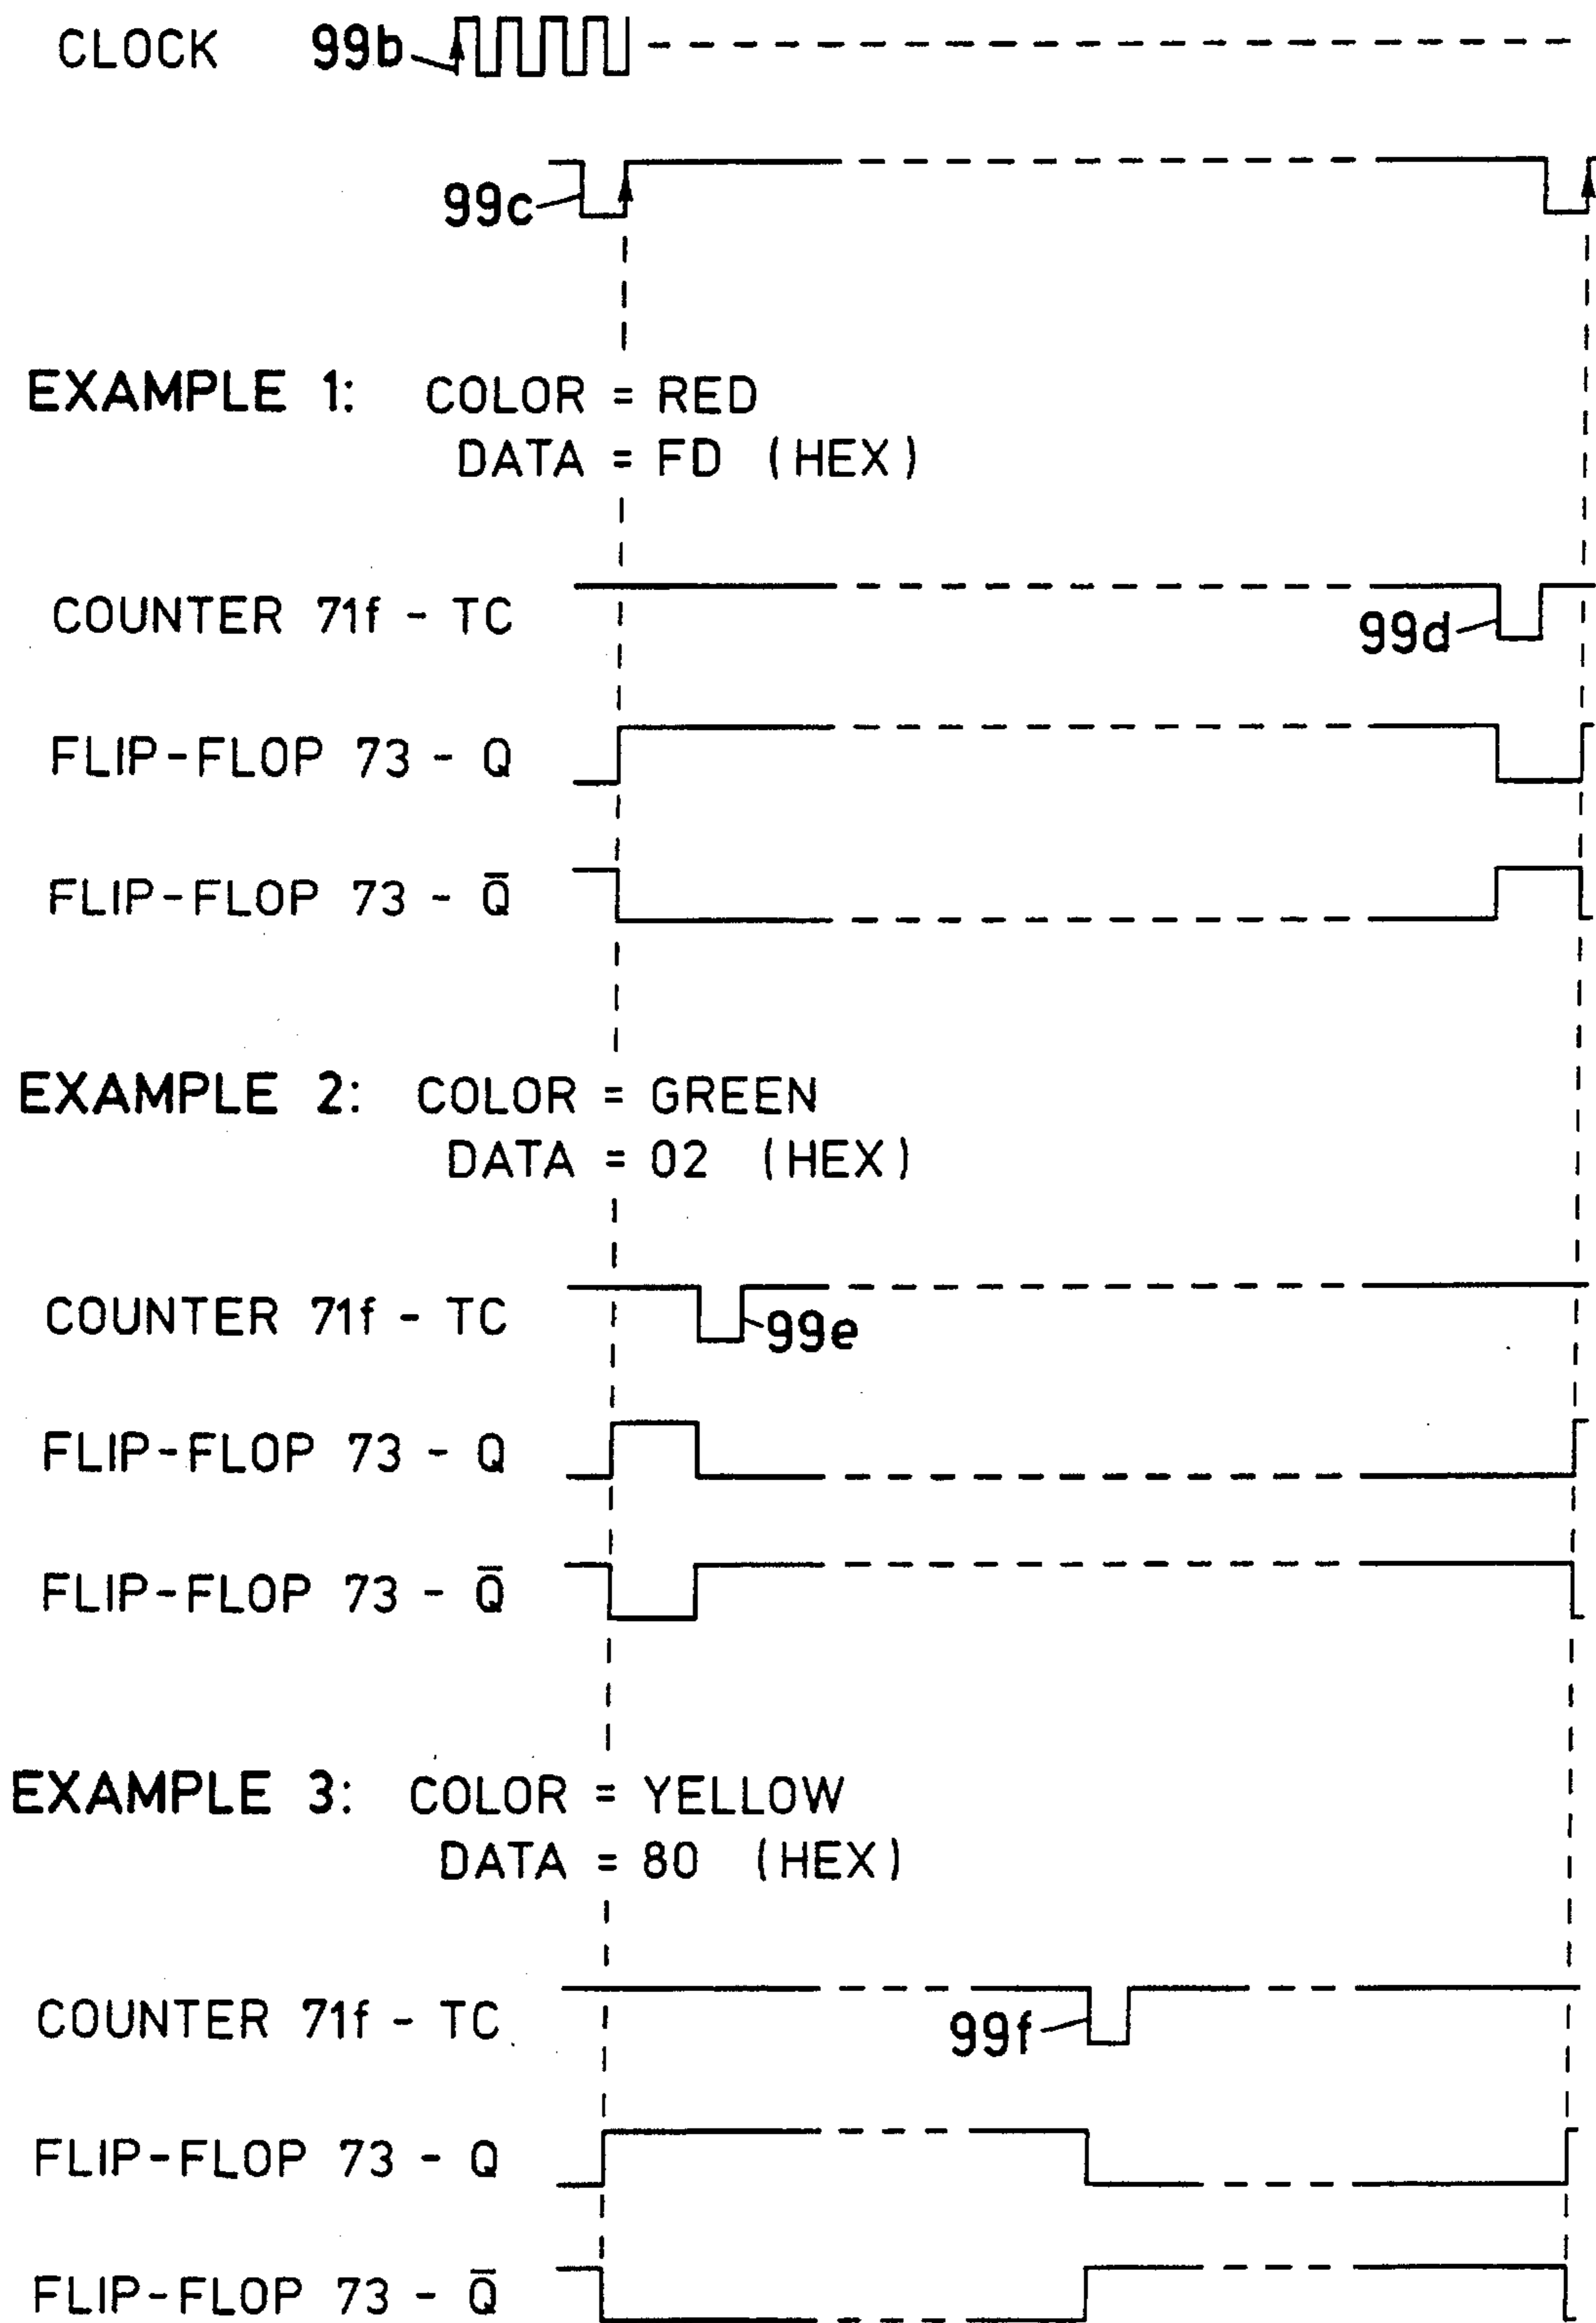 CLOCK 99b
99c
EXAMPLE 1: COLOR = RED
DATA = FD (HEX)
COUNTER 71f - TC
99d
FLIP-FLOP 73 - Q
FLIP-FLOP 73 - Q̅
EXAMPLE 2: COLOR = GREEN
DATA = 02 (HEX)
COUNTER 71f - TC
99e
FLIP-FLOP 73 - Q
FLIP-FLOP 73 - Q̅
EXAMPLE 3: COLOR = YELLOW
DATA = 80 (HEX)
COUNTER 71f - TC
99f
FLIP-FLOP 73 - Q
FLIP-FLOP 73 - Q̅